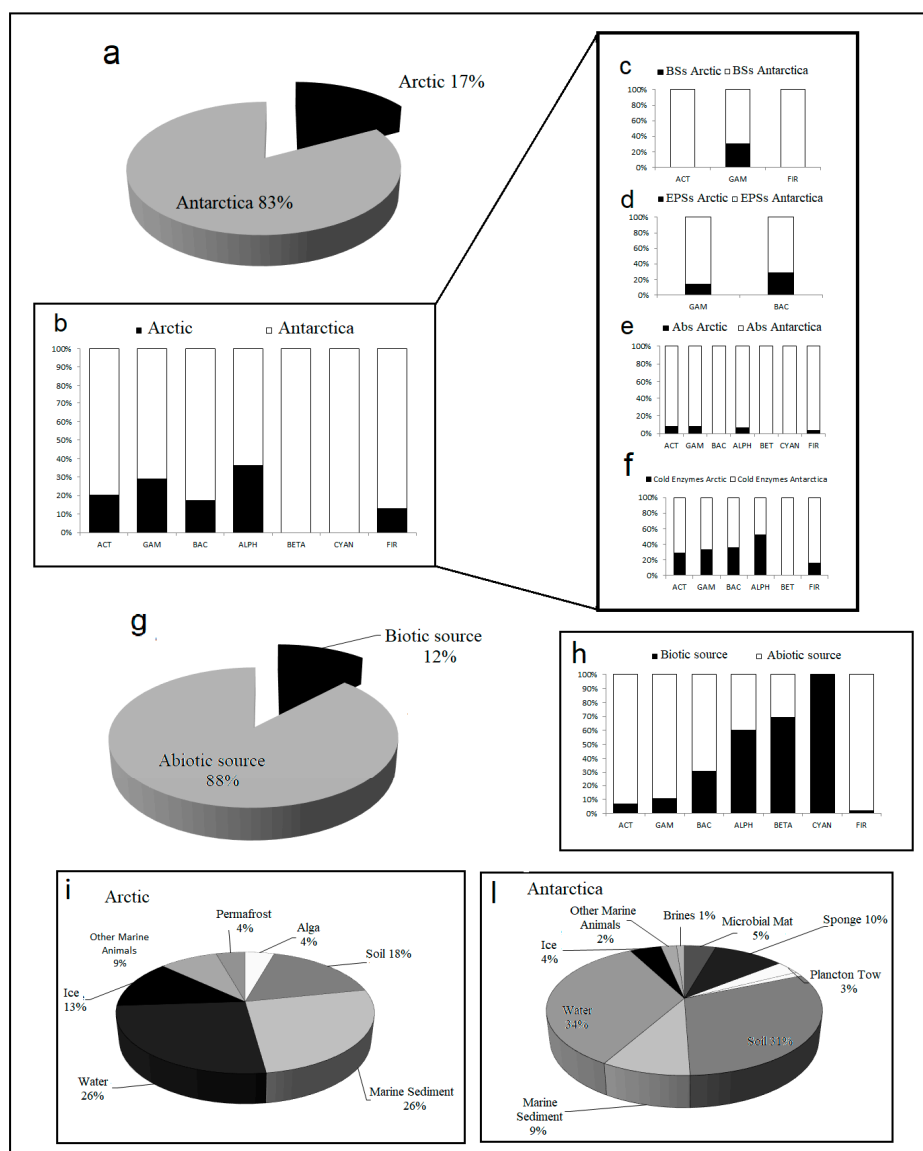 a
Arctic 17%
Antarctica 83%
b
Arctic Antarctica
100%
90%
80%
70%
60%
50%
40%
30%
20%
10%
0%
ACT GAM BAC ALPH BETA CYAN FIR
c
BSs Arctic BSs Antarctica
100%
80%
60%
40%
20%
0%
ACT GAM FIR
d
EPSs Arctic EPSs Antarctica
100%
80%
60%
40%
20%
0%
GAM BAC
e
Abs Arctic Abs Antarctica
100%
80%
60%
40%
20%
0%
ACT GAM BAC ALPH BET CYAN FIR
f
Cold Enzymes Arctic Cold Enzymes Antarctica
100%
80%
60%
40%
20%
0%
ACT GAM BAC ALPH BET FIR
g
Biotic source
12%
Abiotic source
88%
h
Biotic source Abiotic source
100%
90%
80%
70%
60%
50%
40%
30%
20%
10%
0%
ACT GAM BAC ALPH BETA CYAN FIR
i
Arctic
Permafrost
4%
Alga
4%
Other Marine
Animals
9%
Soil 18%
Ice
13%
Water
26%
Marine Sediment
26%
l
Antarctica
Other Marine
Animals
2%
Brines 1%
Microbial Mat
5%
Sponge 10%
Ice
4%
Plancton Tow
3%
Water
34%
Soil 31%
Marine
Sediment
9%